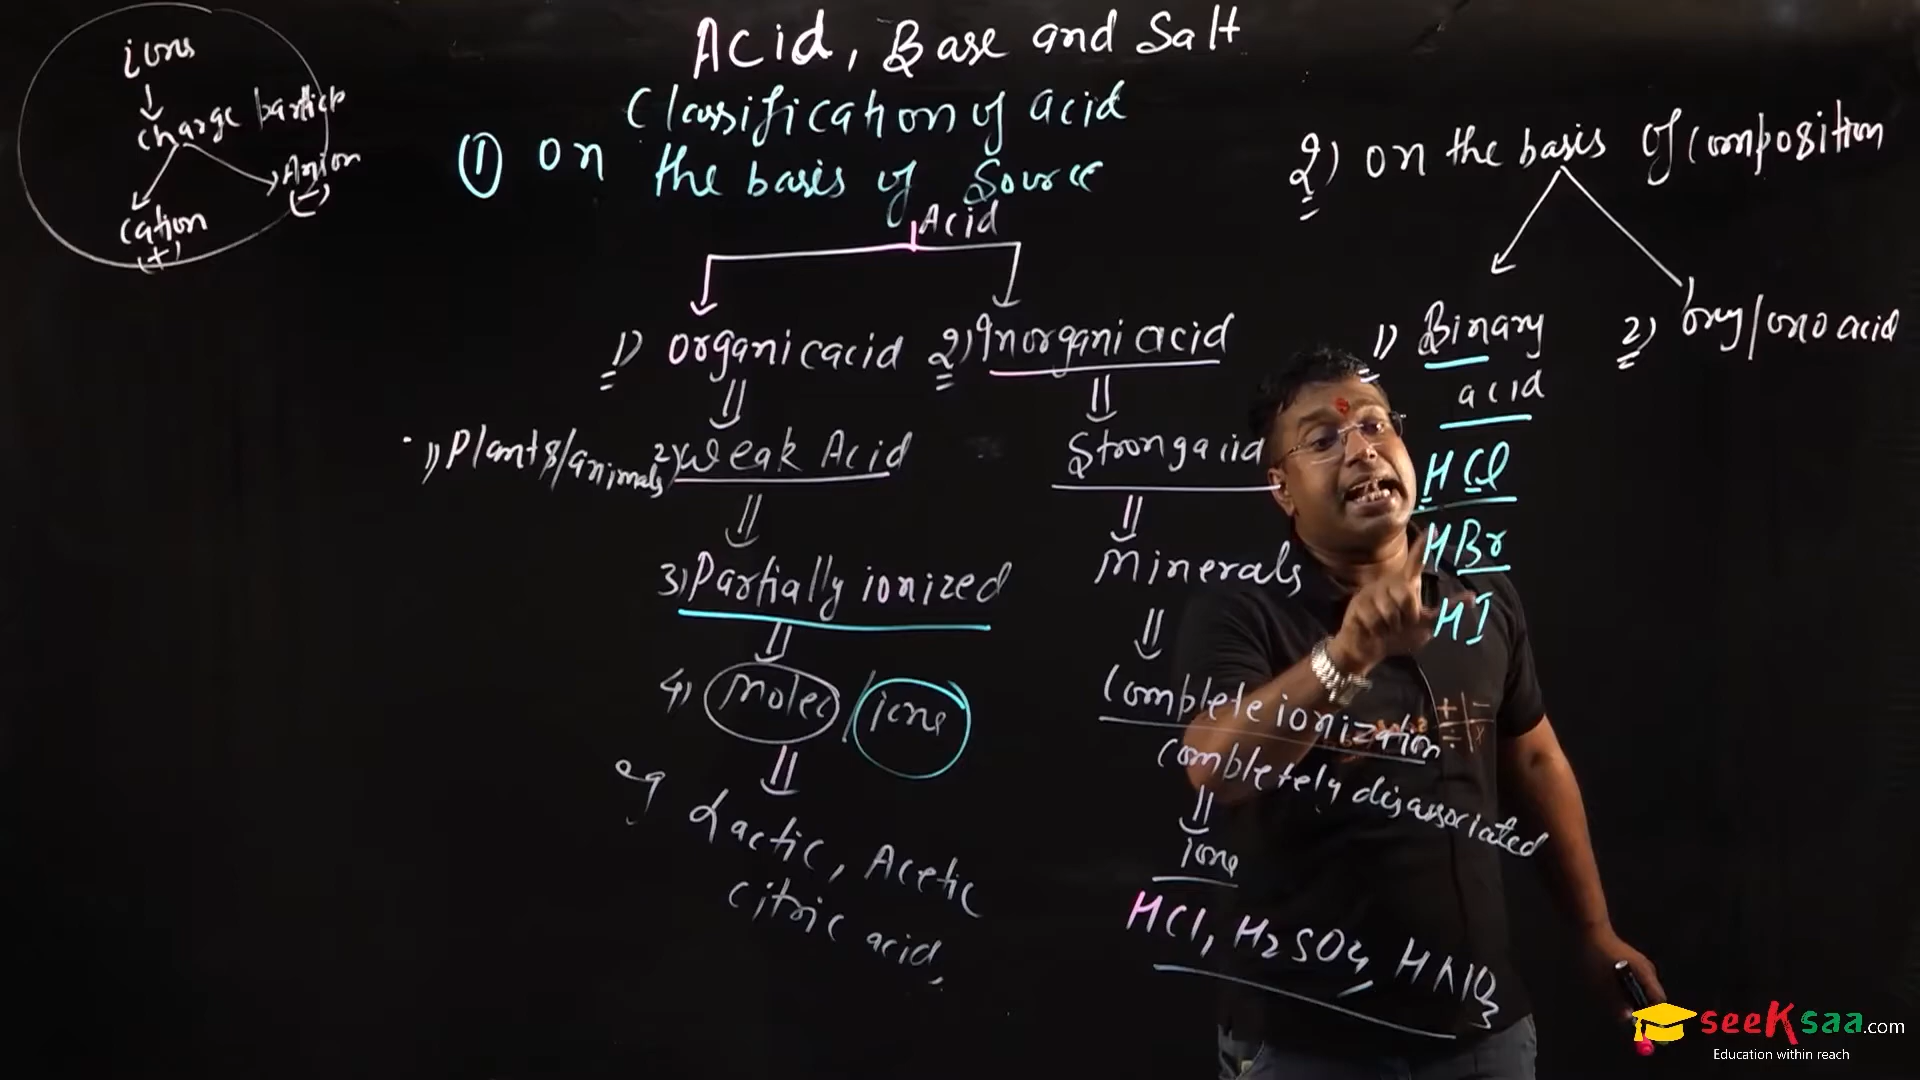 Acid, Base and Salt
ions
charge particle
Anion
(-)
cation
(+)
Classification of acid
① On the basis of Source
Acid
1) Organic acid
1) Plants/animals
2) Weak Acid
3) Partially ionized
4) Molec / ions
eg Lactic, Acetic
citric acid,
2) Inorgani acid
Strong acid
Minerals
Complete ionization
completely disassociated
ions
HCl, H2SO4, HNO3
2) On the basis of composition
1) Binary
acid
HCl
HBr
HI
2) oxy/oxo acid
+ -
÷ ×
seeKsaa.com
Education within reach